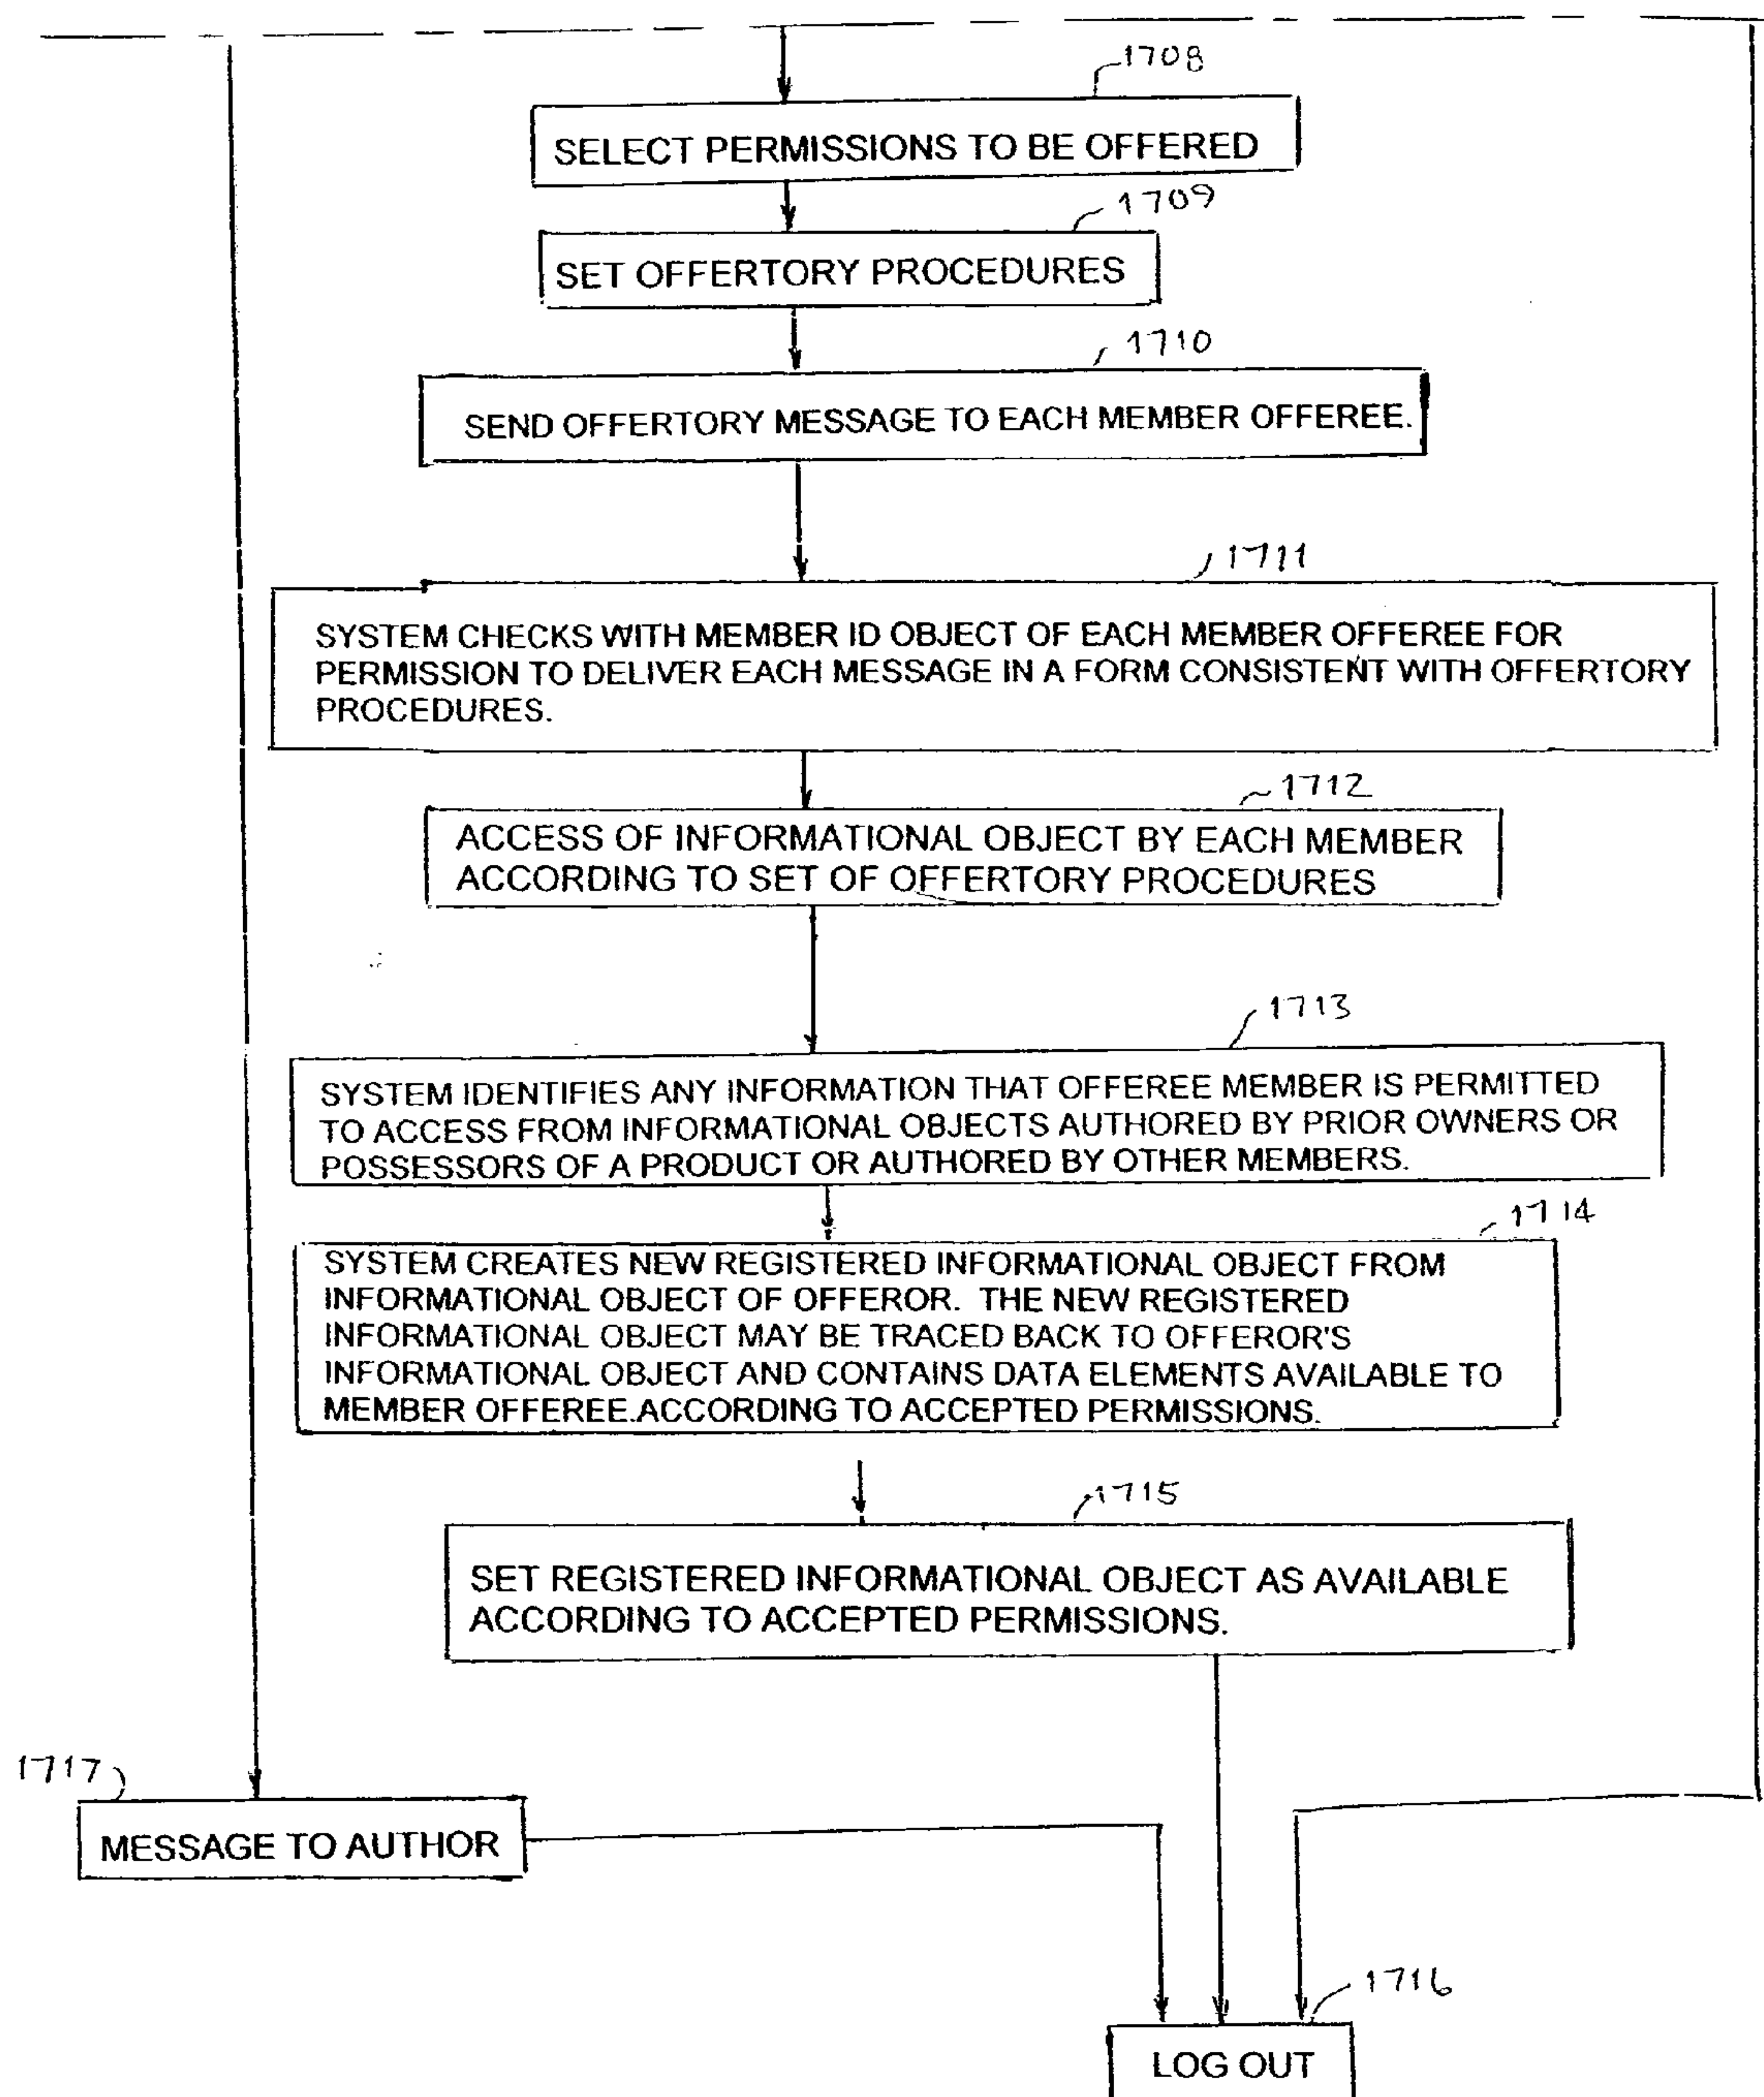 1708
SELECT PERMISSIONS TO BE OFFERED
1709
SET OFFERTORY PROCEDURES
1710
SEND OFFERTORY MESSAGE TO EACH MEMBER OFFEREE.
1711
SYSTEM CHECKS WITH MEMBER ID OBJECT OF EACH MEMBER OFFEREE FOR
PERMISSION TO DELIVER EACH MESSAGE IN A FORM CONSISTENT WITH OFFERTORY
PROCEDURES.
1712
ACCESS OF INFORMATIONAL OBJECT BY EACH MEMBER
ACCORDING TO SET OF OFFERTORY PROCEDURES
1713
SYSTEM IDENTIFIES ANY INFORMATION THAT OFFEREE MEMBER IS PERMITTED
TO ACCESS FROM INFORMATIONAL OBJECTS AUTHORED BY PRIOR OWNERS OR
POSSESSORS OF A PRODUCT OR AUTHORED BY OTHER MEMBERS.
1714
SYSTEM CREATES NEW REGISTERED INFORMATIONAL OBJECT FROM
INFORMATIONAL OBJECT OF OFFEROR. THE NEW REGISTERED
INFORMATIONAL OBJECT MAY BE TRACED BACK TO OFFEROR'S
INFORMATIONAL OBJECT AND CONTAINS DATA ELEMENTS AVAILABLE TO
MEMBER OFFEREE.ACCORDING TO ACCEPTED PERMISSIONS.
1715
SET REGISTERED INFORMATIONAL OBJECT AS AVAILABLE
ACCORDING TO ACCEPTED PERMISSIONS.
1717
MESSAGE TO AUTHOR
1716
LOG OUT